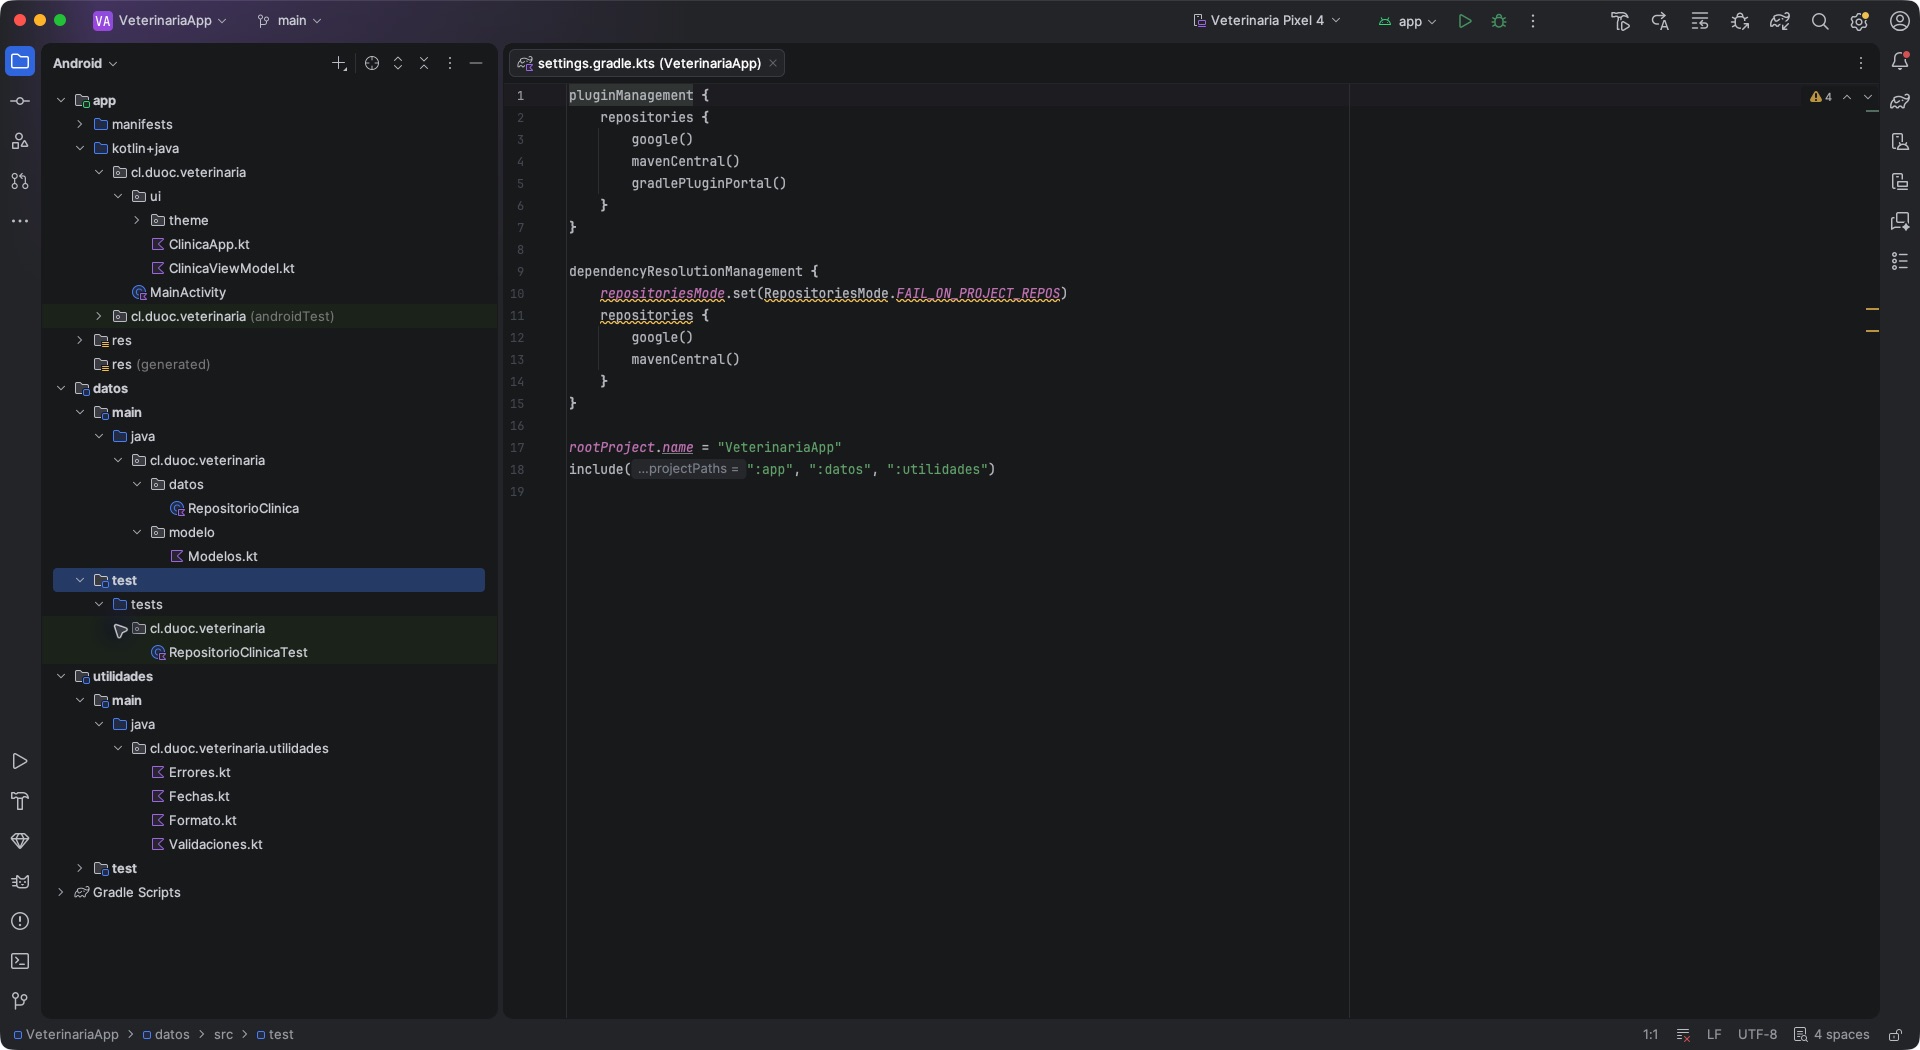 VA VeterinariaApp main Veterinaria Pixel 4 app
Android
app
manifests
kotlin+java
cl.duoc.veterinaria
ui
theme
ClinicaApp.kt
ClinicaViewModel.kt
MainActivity
cl.duoc.veterinaria (androidTest)
res
res (generated)
datos
main
java
cl.duoc.veterinaria
datos
RepositorioClinica
modelo
Modelos.kt
test
tests
cl.duoc.veterinaria
RepositorioClinicaTest
utilidades
main
java
cl.duoc.veterinaria.utilidades
Errores.kt
Fechas.kt
Formato.kt
Validaciones.kt
test
Gradle Scripts
settings.gradle.kts (VeterinariaApp)
4
1 pluginManagement {
2 repositories {
3 google()
4 mavenCentral()
5 gradlePluginPortal()
6 }
7 }
8
9 dependencyResolutionManagement {
10 repositoriesMode.set(RepositoriesMode.FAIL_ON_PROJECT_REPOS)
11 repositories {
12 google()
13 mavenCentral()
14 }
15 }
16
17 rootProject.name = "VeterinariaApp"
18 include( ...projectPaths = ":app", ":datos", ":utilidades")
19
VeterinariaApp > datos > src > test 1:1 LF UTF-8 4 spaces